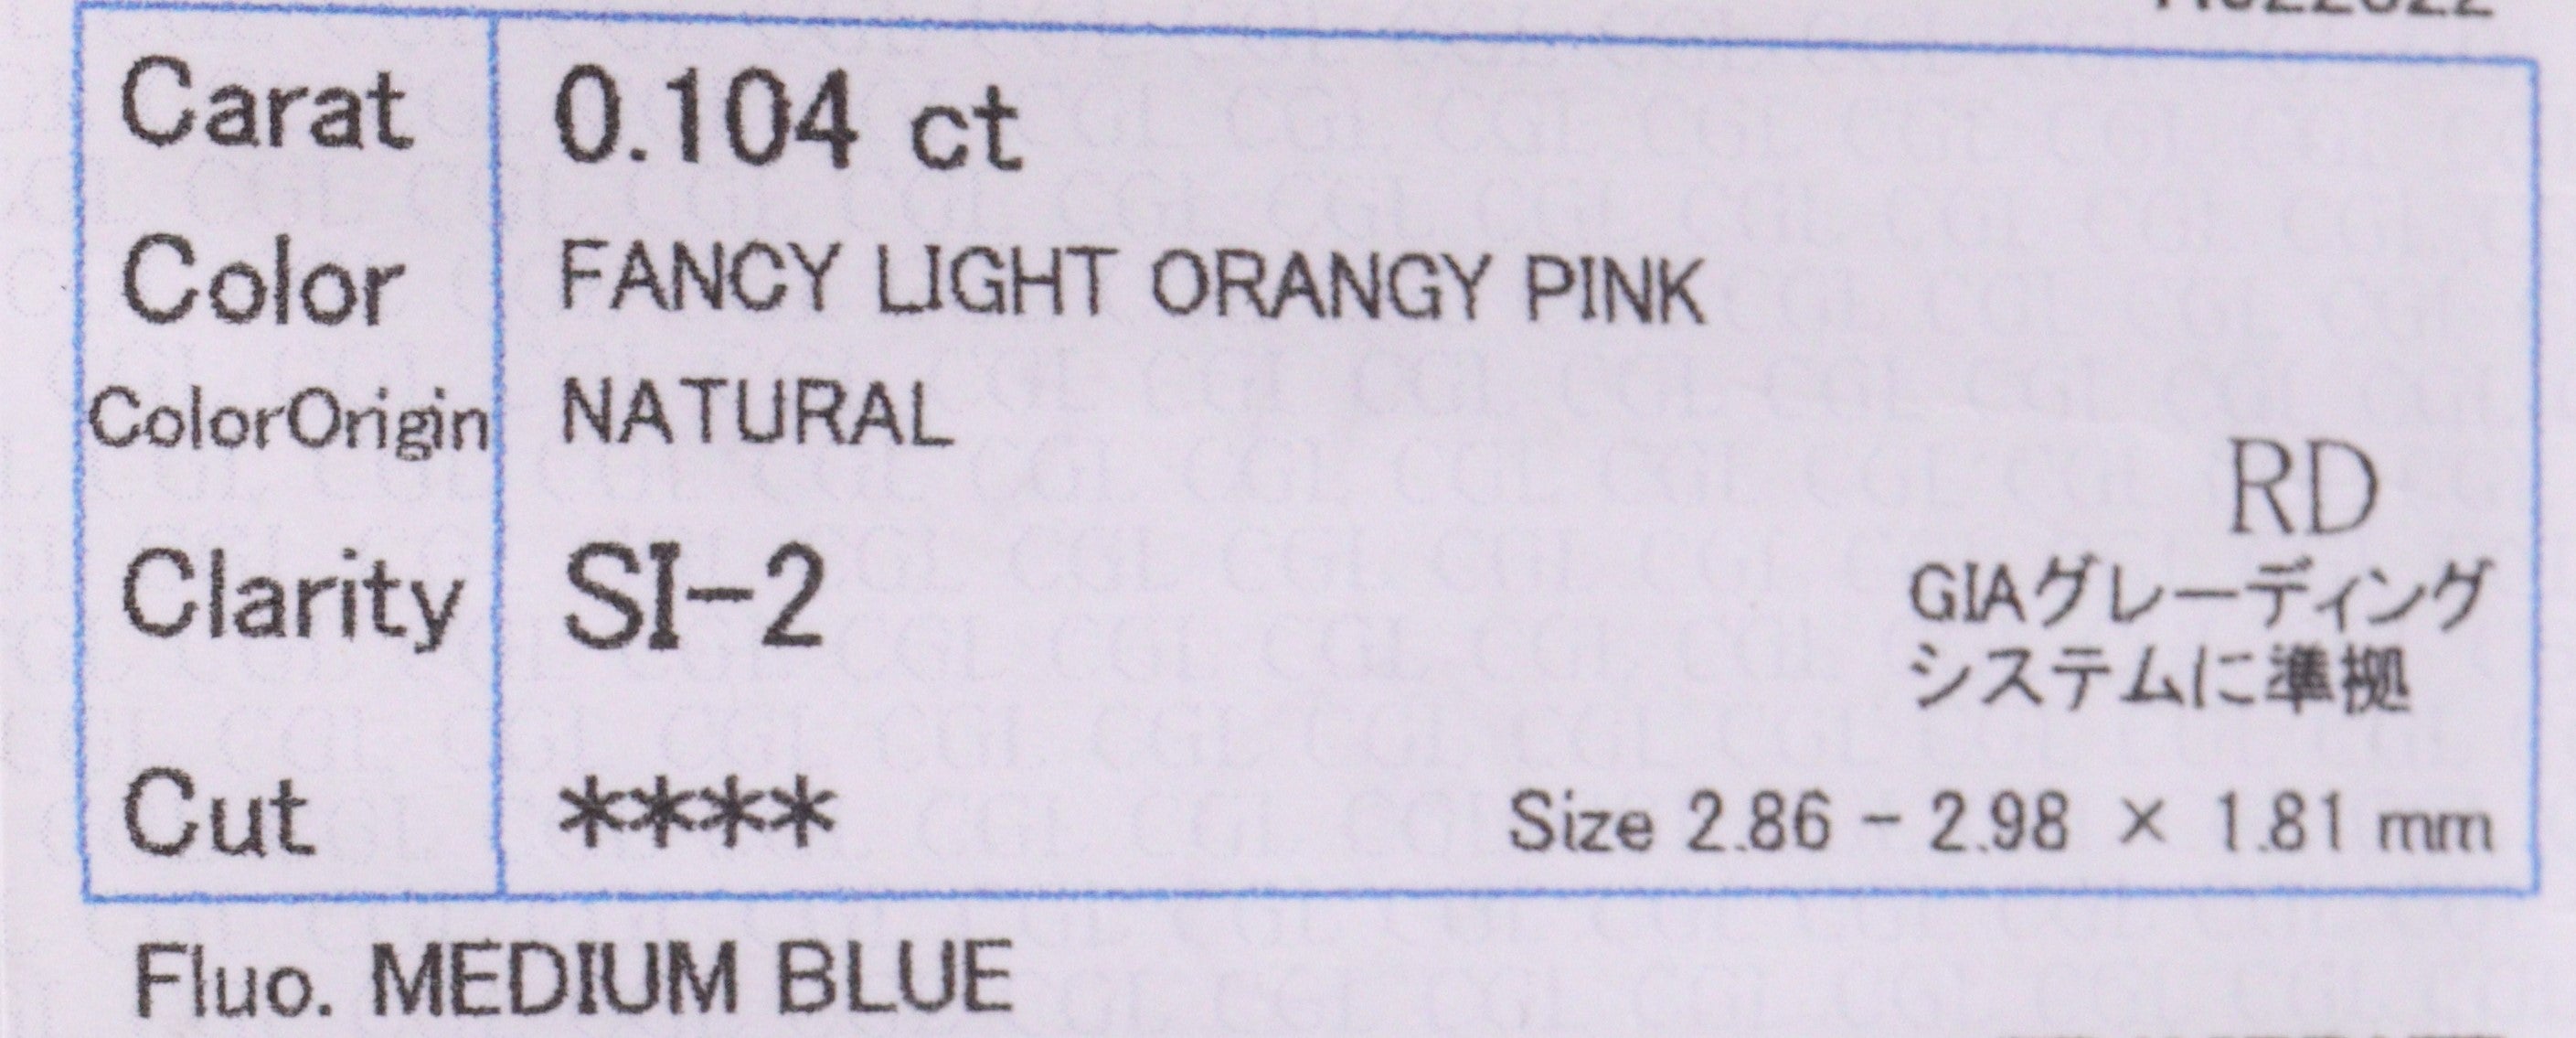 Carat 0.104 ct
Color FANCY LIGHT ORANGY PINK
ColorOrigin NATURAL
RD
Clarity SI-2
GIAグレーディング
システムに準拠
Cut ****
Size 2.86 - 2.98 × 1.81 mm
Fluo. MEDIUM BLUE